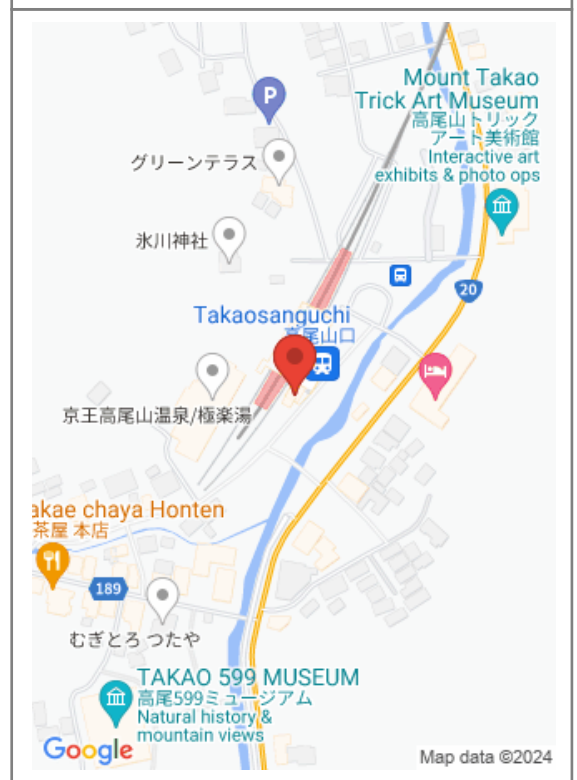 Mount Takao
Trick Art Museum
高尾山トリック
アート美術館
Interactive art
exhibits & photo ops
P
グリーンテラス
氷川神社
20
Takaosanguchi
高尾山口
京王高尾山温泉/極楽湯
akae chaya Honten
茶屋 本店
189
むぎとろ つたや
TAKAO 599 MUSEUM
高尾599ミュージアム
Natural history &
mountain views
Google
Map data ©2024